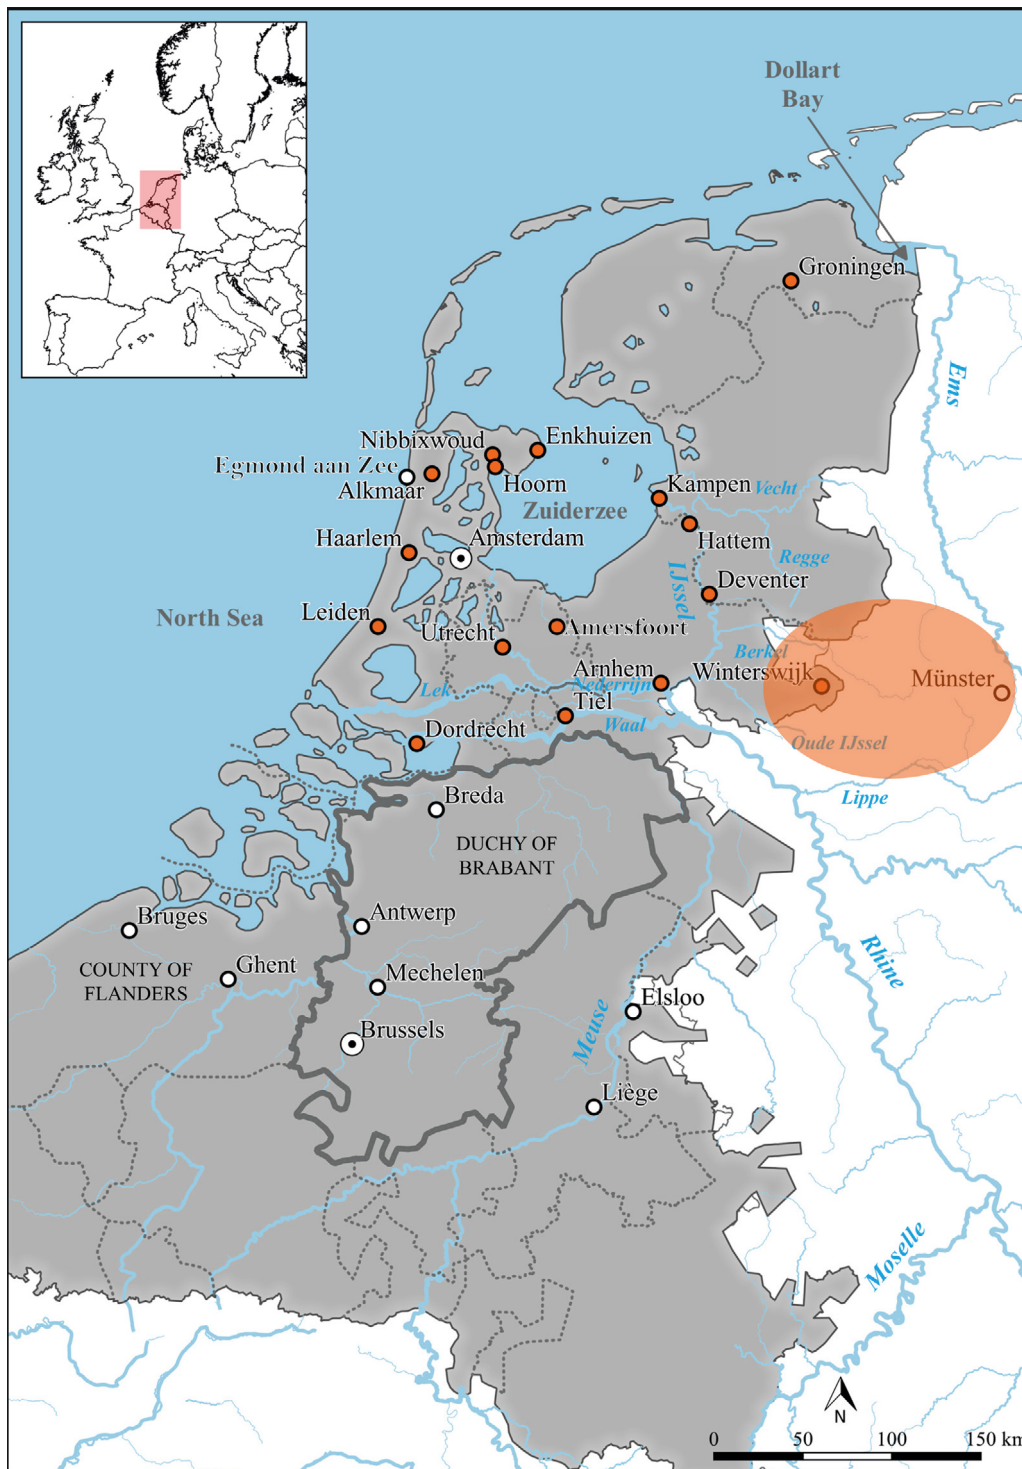 Dollart
Bay
Groningen
Ems
Nibbixwoud
Enkhuizen
Egmond aan Zee
Alkmaar
Hoorn
Kampen
Vecht
Zuiderzee
Hattem
Haarlem
Amsterdam
Regge
IJssel
Deventer
North Sea
Leiden
Utrecht
Amersfoort
Berkel
Arnhem
Winterswijk
Münster
Lek
Nederrijn
Tiel
Waal
Dordrecht
Oude IJssel
Lippe
Breda
DUCHY OF
BRABANT
Bruges
Antwerp
Rhine
COUNTY OF
FLANDERS
Ghent
Mechelen
Elsloo
Meuse
Brussels
Liège
Moselle
N
0 50 100 150 km